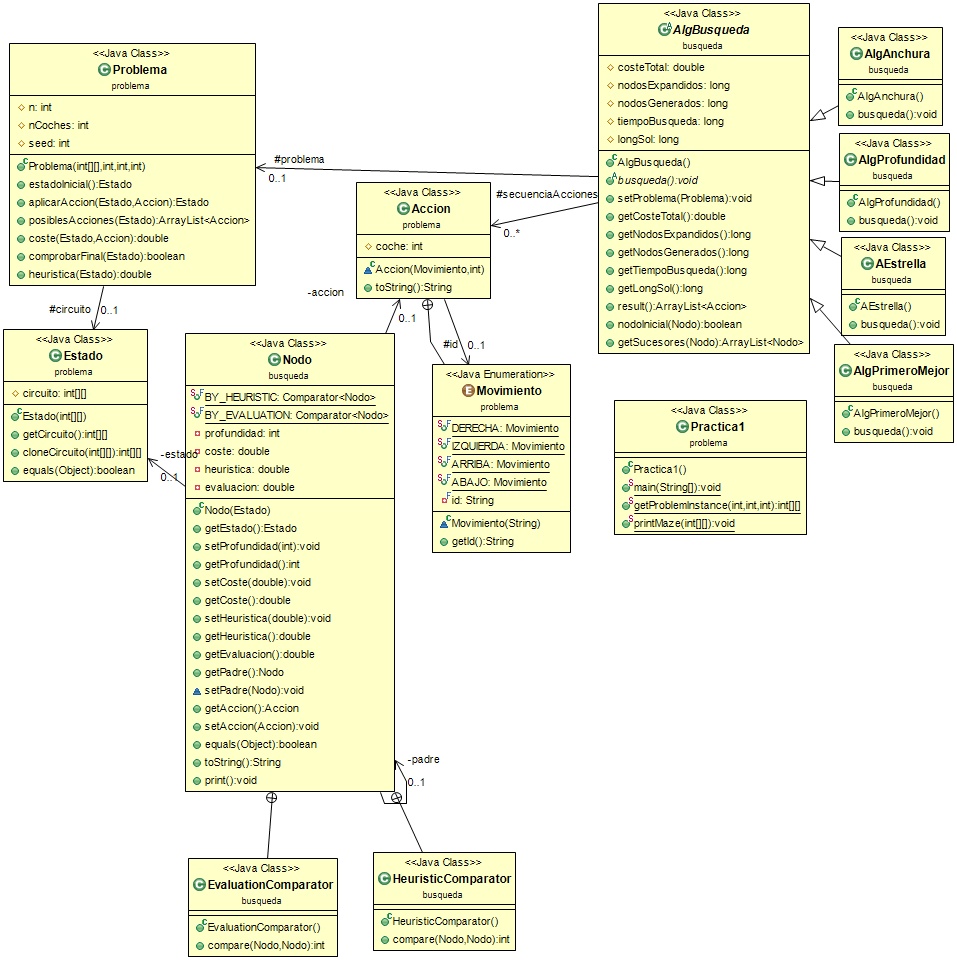 <<Java Class>>
Problema
problema
n: int
nCoches: int
seed: int
Problema(int[][],int,int,int)
estadoInicial():Estado
aplicarAccion(Estado,Accion):Estado
posiblesAcciones(Estado):ArrayList<Accion>
coste(Estado,Accion):double
comprobarFinal(Estado):boolean
heuristica(Estado):double
#problema
0..1
#circuito
0..1
<<Java Class>>
Estado
problema
circuito: int[][]
Estado(int[][])
getCircuito():int[][]
cloneCircuito(int[][]):int[][]
equals(Object):boolean
-estado
0..1
<<Java Class>>
Accion
problema
coche: int
Accion(Movimiento,int)
toString():String
#secuenciaAcciones
0..*
-accion
0..1
#id
0..1
<<Java Class>>
AlgBusqueda
busqueda
costeTotal: double
nodosExpandidos: long
nodosGenerados: long
tiempoBusqueda: long
longSol: long
AlgBusqueda()
busqueda():void
setProblema(Problema):void
getCosteTotal():double
getNodosExpandidos():long
getNodosGenerados():long
getTiempoBusqueda():long
getLongSol():long
result():ArrayList<Accion>
nodoInicial(Nodo):boolean
getSucesores(Nodo):ArrayList<Nodo>
<<Java Class>>
AlgAnchura
busqueda
AlgAnchura()
busqueda():void
<<Java Class>>
AlgProfundidad
busqueda
AlgProfundidad()
busqueda():void
<<Java Class>>
AEstrella
busqueda
AEstrella()
busqueda():void
<<Java Class>>
AlgPrimeroMejor
busqueda
AlgPrimeroMejor()
busqueda():void
<<Java Class>>
Nodo
busqueda
BY_HEURISTIC: Comparator<Nodo>
BY_EVALUATION: Comparator<Nodo>
profundidad: int
coste: double
heuristica: double
evaluacion: double
Nodo(Estado)
getEstado():Estado
setProfundidad(int):void
getProfundidad():int
setCoste(double):void
getCoste():double
setHeuristica(double):void
getHeuristica():double
getEvaluacion():double
getPadre():Nodo
setPadre(Nodo):void
getAccion():Accion
setAccion(Accion):void
equals(Object):boolean
toString():String
print():void
-padre
0..1
<<Java Enumeration>>
Movimiento
problema
DERECHA: Movimiento
IZQUIERDA: Movimiento
ARRIBA: Movimiento
ABAJO: Movimiento
id: String
Movimiento(String)
getId():String
<<Java Class>>
Practica1
problema
Practica1()
main(String[]):void
getProblemInstance(int,int,int):int[][]
printMaze(int[][]):void
<<Java Class>>
EvaluationComparator
busqueda
EvaluationComparator()
compare(Nodo,Nodo):int
<<Java Class>>
HeuristicComparator
busqueda
HeuristicComparator()
compare(Nodo,Nodo):int